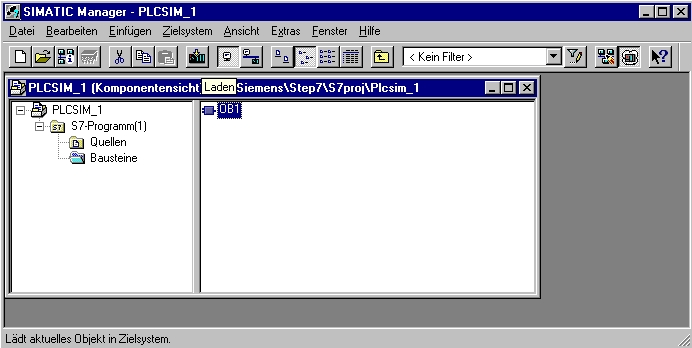 SIMATIC Manager - PLCSIM_1
Datei Bearbeiten Einfügen Zielsystem Ansicht Extras Fenster Hilfe
< Kein Filter >
PLCSIM_1 (Komponentensicht Laden Siemens\Step7\S7proj\Plcsim_1
PLCSIM_1
OB1
S7-Programm(1)
Quellen
Bausteine
Lädt aktuelles Objekt in Zielsystem.